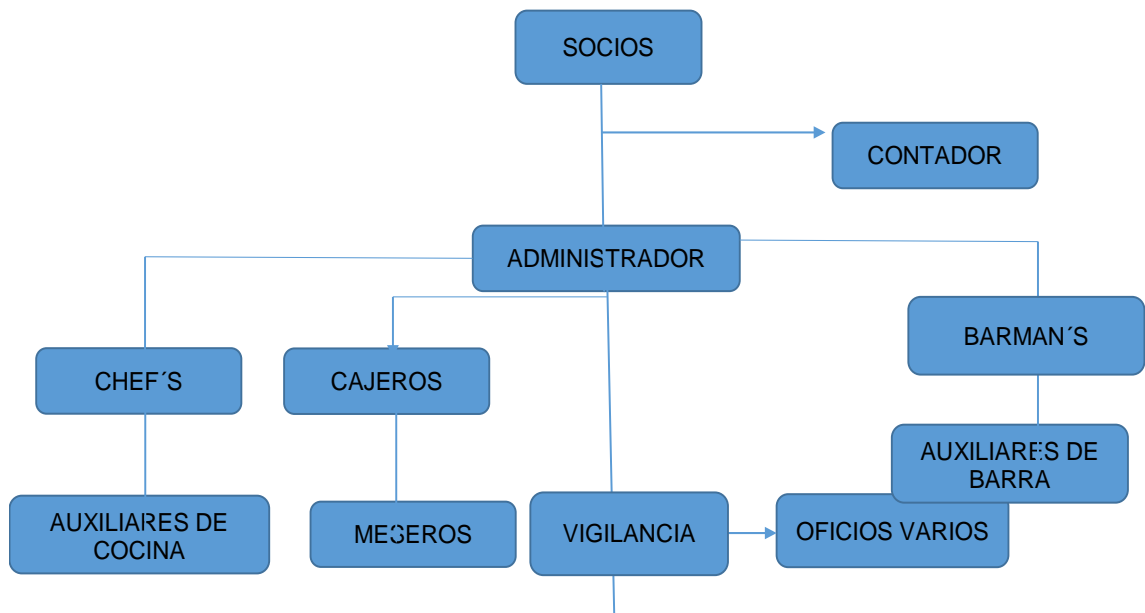 SOCIOS
CONTADOR
ADMINISTRADOR
BARMAN´S
CHEF´S
CAJEROS
AUXILIARES DE
BARRA
AUXILIARES DE
COCINA
MESEROS
VIGILANCIA
OFICIOS VARIOS